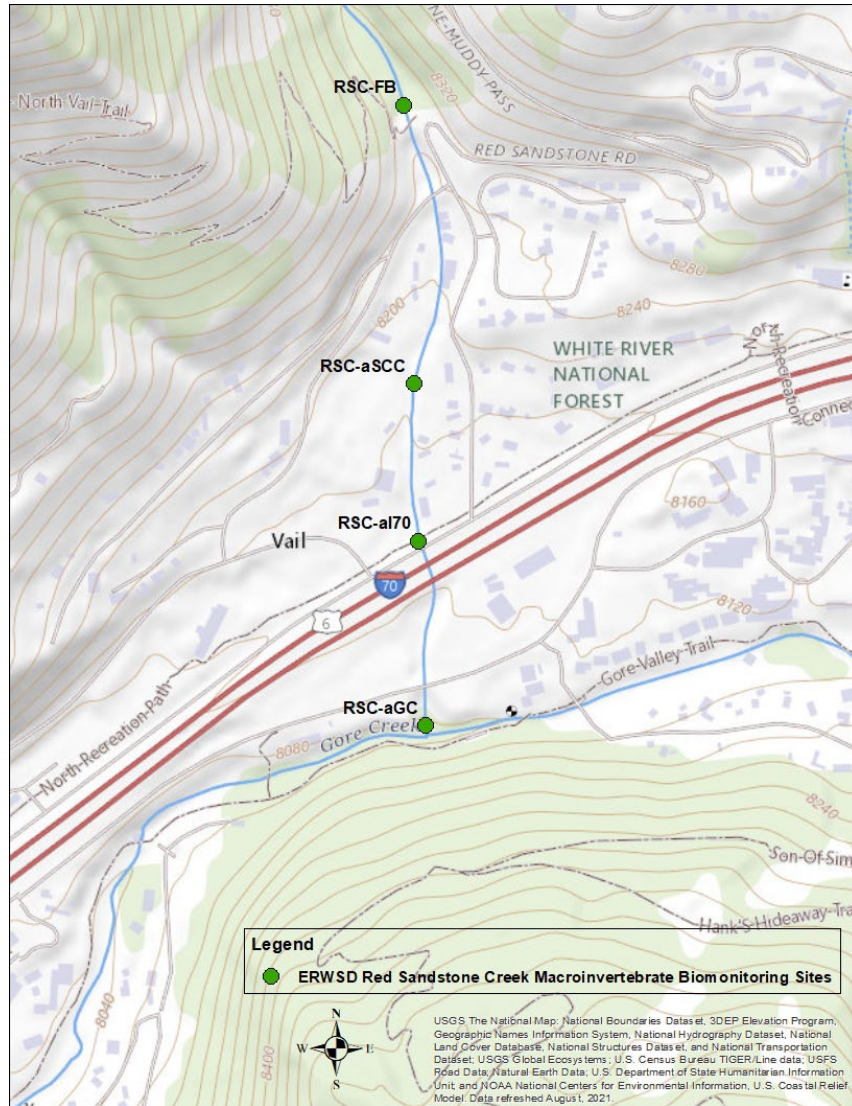 8240
8320
NE-MUDDY-PASS
RSC-FB
North-Vail-Trail
RED SANDSTONE RD
8280
8200
8240
WHITE RIVER
NATIONAL
FOREST
RSC-aSCC
North-Recreation
Connec
8160
RSC-aI70
Vail
70
6
8120
Gore-Valley-Trail
RSC-aGC
Gore Creek
8080
North-Recreation-Path
8240
Son-Of-Sim
Hank'S-Hideaway-Tra
8040
8400
Legend
ERWSD Red Sandstone Creek Macroinvertebrate Biomonitoring Sites
N
W E
S
USGS The National Map: National Boundaries Dataset, 3DEP Elevation Program,
Geographic Names Information System, National Hydrography Dataset, National
Land Cover Database, National Structures Dataset, and National Transportation
Dataset; USGS Global Ecosystems; U.S. Census Bureau TIGER/Line data; USFS
Road Data; Natural Earth Data; U.S. Department of State Humanitarian Information
Unit; and NOAA National Centers for Environmental Information, U.S. Coastal Relief
Model. Data refreshed August, 2021.